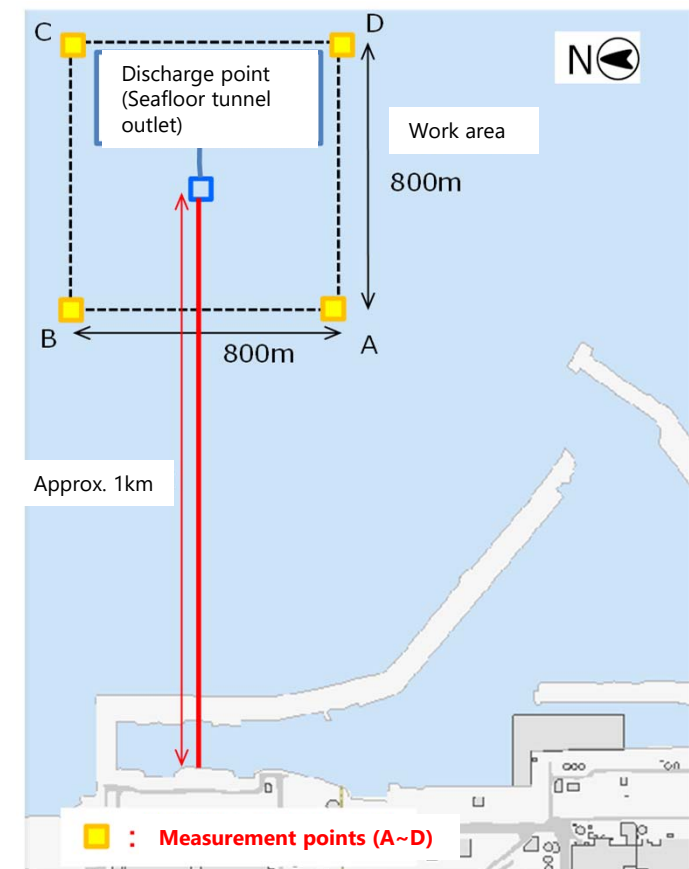 C
D
Discharge point
(Seafloor tunnel
outlet)
N
Work area
800m
B
A
800m
Approx. 1km
: Measurement points (A~D)